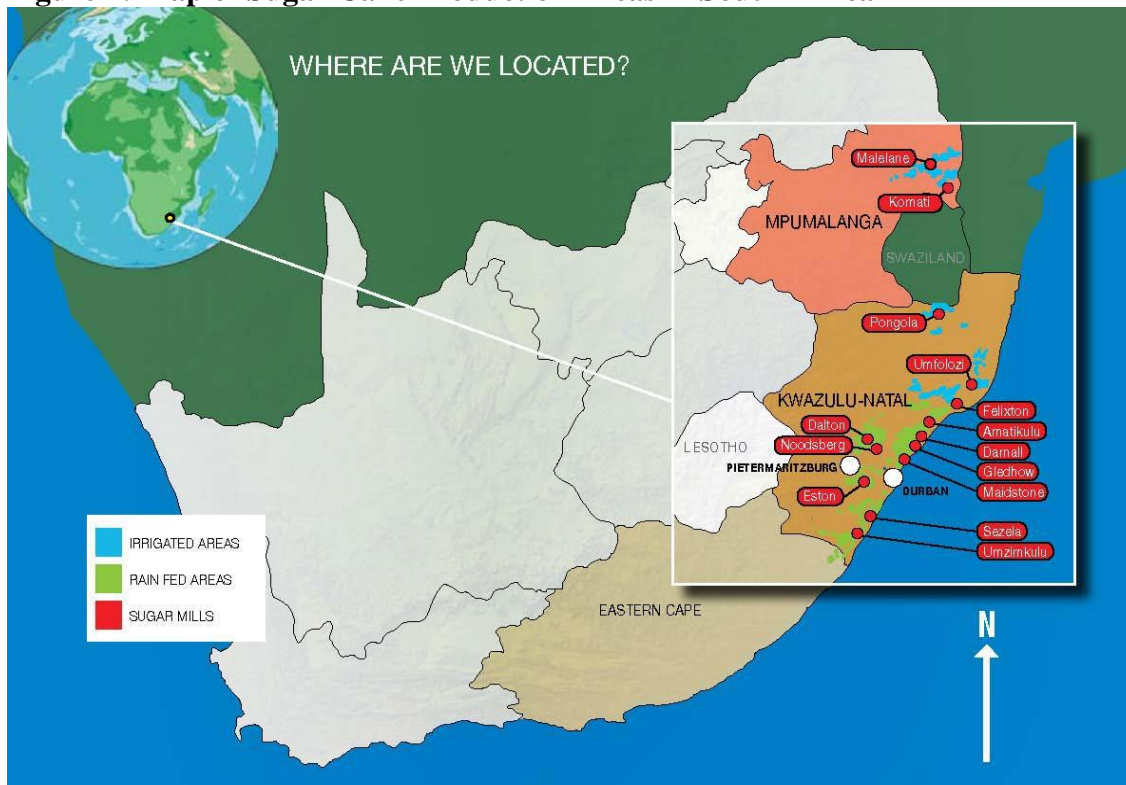 WHERE ARE WE LOCATED?
Malelane
Komati
MPUMALANGA
SWAZILAND
Pongola
Umfolozi
KWAZULU-NATAL
Felixton
Amatikulu
Darnall
Gledhow
Maidstone
Dalton
Noodsberg
LESOTHO
PIETERMARITZBURG
Eston
DURBAN
Sezela
Umzimkulu
IRRIGATED AREAS
RAIN FED AREAS
SUGAR MILLS
EASTERN CAPE
N